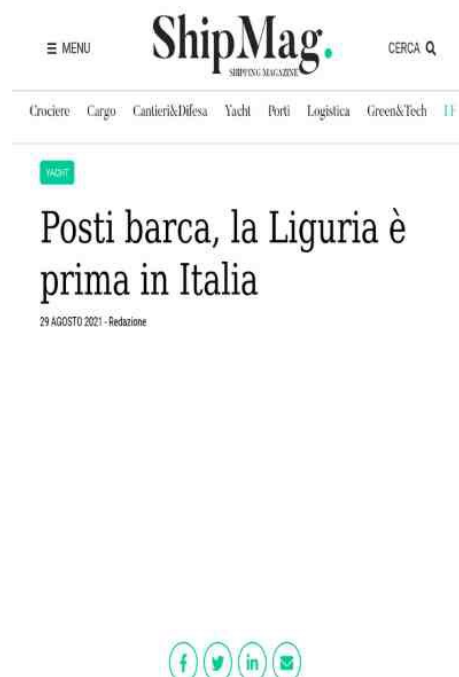 ≡ MENU
ShipMag.
SHIPPING MAGAZINE
CERCA
Crociere Cargo Cantieri&Difesa Yacht Porti Logistica Green&Tech
YACHT
Posti barca, la Liguria è
prima in Italia
29 AGOSTO 2021 - Redazione